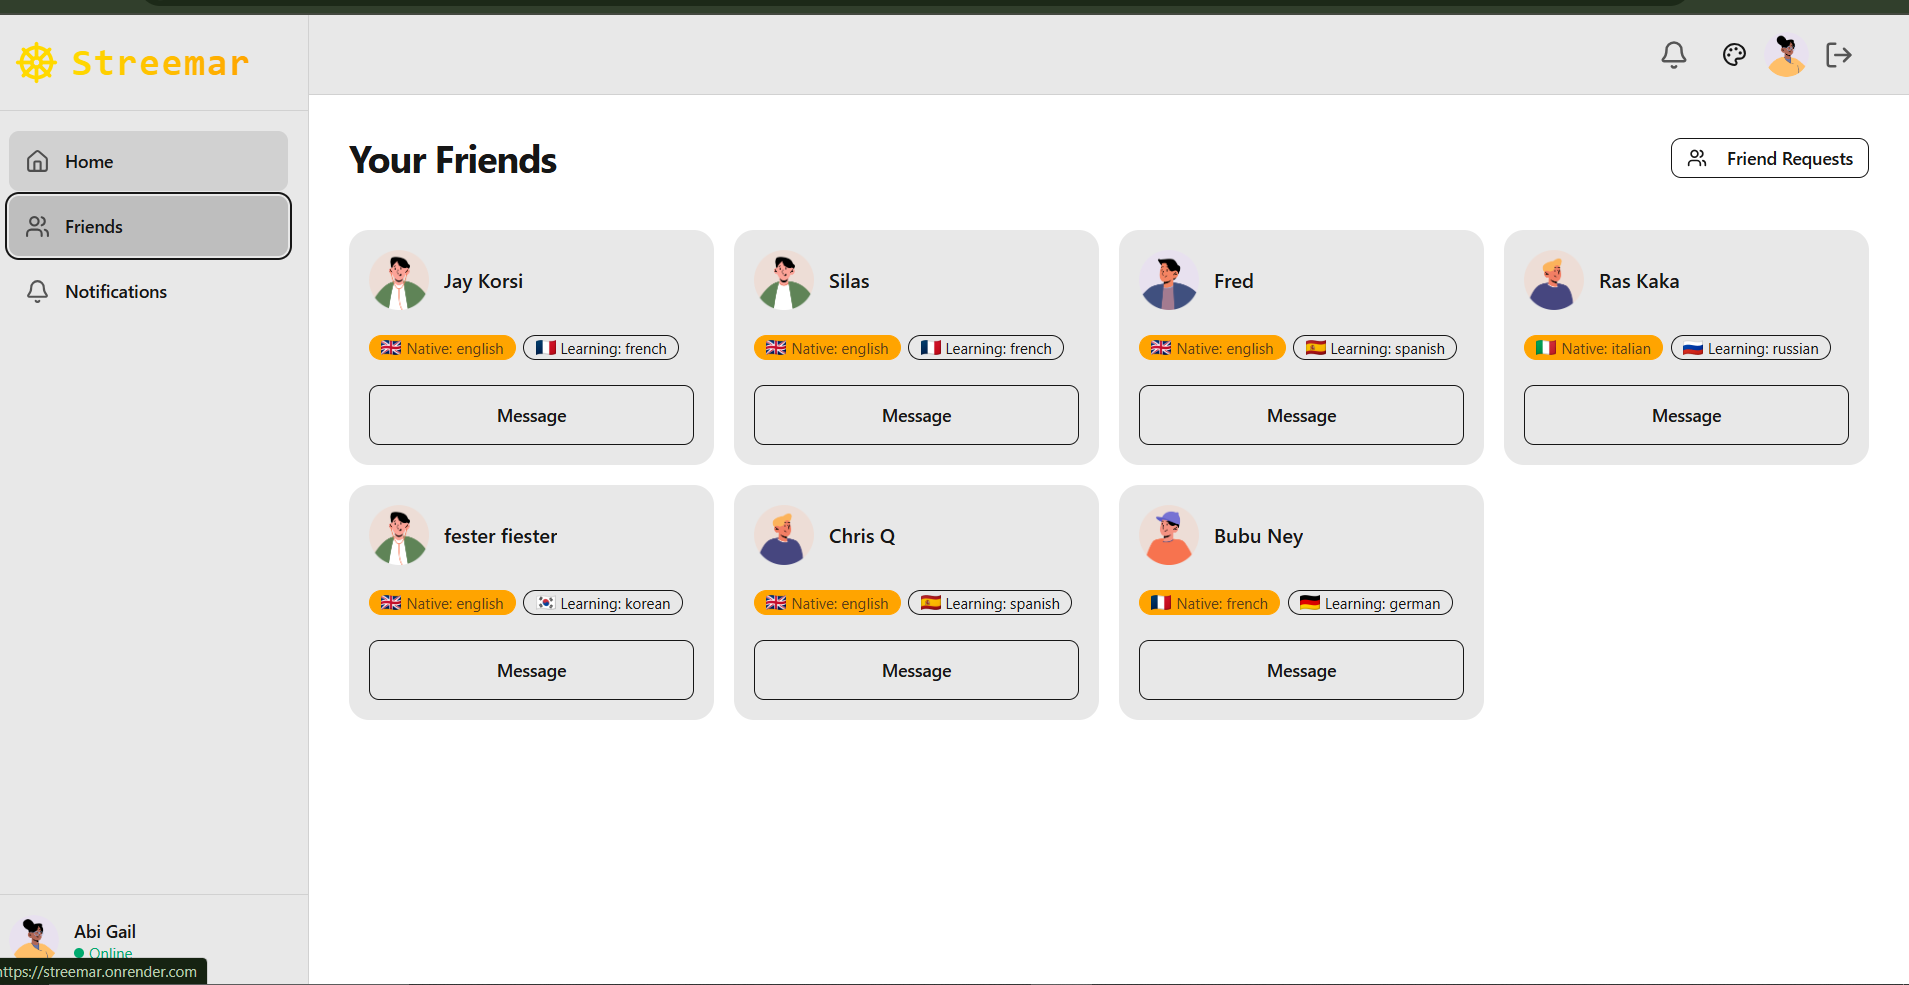 Streemar
Home
Friends
Notifications
Your Friends
Friend Requests
Jay Korsi
Native: english
Learning: french
Message
Silas
Native: english
Learning: french
Message
Fred
Native: english
Learning: spanish
Message
Ras Kaka
Native: italian
Learning: russian
Message
fester fiester
Native: english
Learning: korean
Message
Chris Q
Native: english
Learning: spanish
Message
Bubu Ney
Native: french
Learning: german
Message
Abi Gail
Online
https://streemar.onrender.com